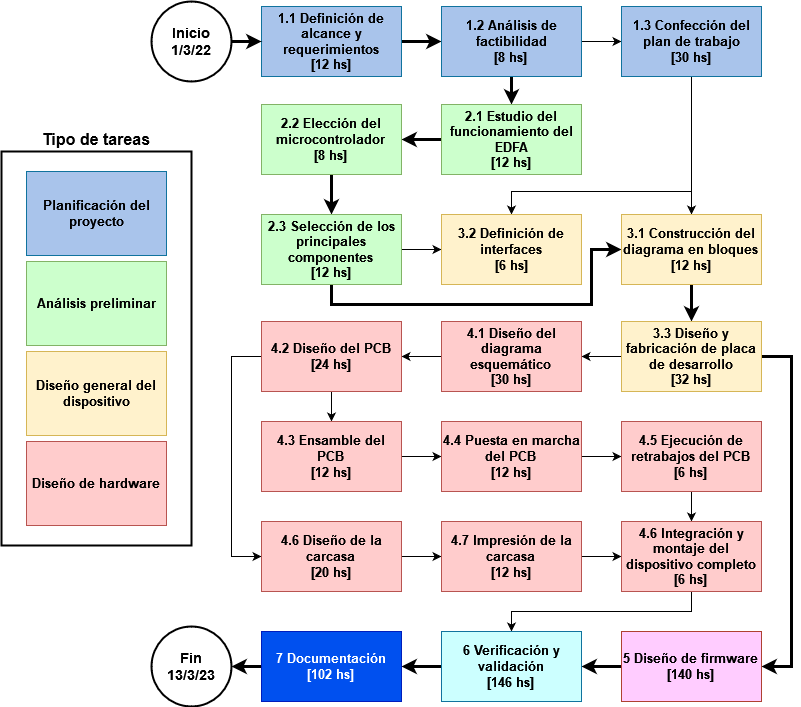 Inicio
1/3/22
1.1 Definición de
alcance y
requerimientos
[12 hs]
1.2 Análisis de
factibilidad
[8 hs]
1.3 Confección del
plan de trabajo
[30 hs]
2.2 Elección del
microcontrolador
[8 hs]
2.1 Estudio del
funcionamiento del
EDFA
[12 hs]
Tipo de tareas
Planificación del
proyecto
Análisis preliminar
Diseño general del
dispositivo
Diseño de hardware
2.3 Selección de los
principales
componentes
[12 hs]
3.2 Definición de
interfaces
[6 hs]
3.1 Construcción del
diagrama en bloques
[12 hs]
4.2 Diseño del PCB
[24 hs]
4.1 Diseño del
diagrama
esquemático
[30 hs]
3.3 Diseño y
fabricación de placa
de desarrollo
[32 hs]
4.3 Ensamble del
PCB
[12 hs]
4.4 Puesta en marcha
del PCB
[12 hs]
4.5 Ejecución de
retrabajos del PCB
[6 hs]
4.6 Diseño de la
carcasa
[20 hs]
4.7 Impresión de la
carcasa
[12 hs]
4.6 Integración y
montaje del
dispositivo completo
[6 hs]
Fin
13/3/23
7 Documentación
[102 hs]
6 Verificación y
validación
[146 hs]
5 Diseño de firmware
[140 hs]